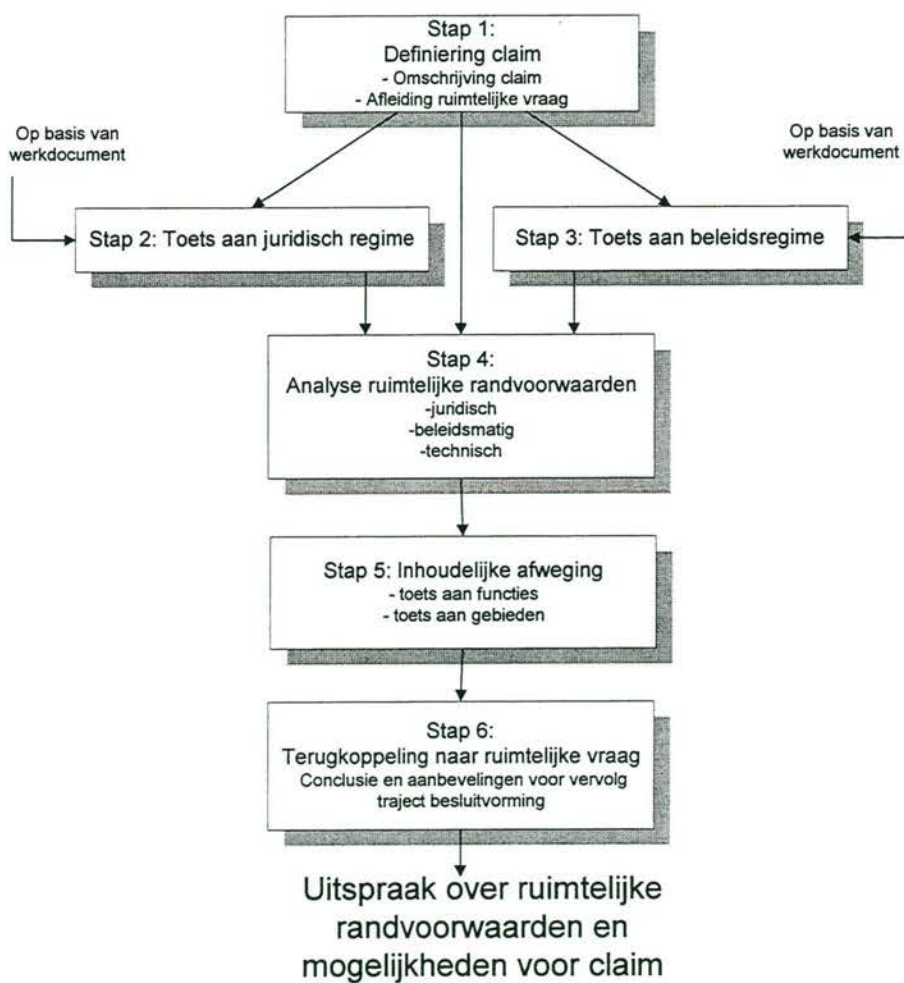 Stap 1:
Definiering claim
- Omschrijving claim
- Afleiding ruimtelijke vraag
Op basis van
werkdocument
Op basis van
werkdocument
Stap 2: Toets aan juridisch regime
Stap 3: Toets aan beleidsregime
Stap 4:
Analyse ruimtelijke randvoorwaarden
-juridisch
-beleidsmatig
-technisch
Stap 5: Inhoudelijke afweging
- toets aan functies
- toets aan gebieden
Stap 6:
Terugkoppeling naar ruimtelijke vraag
Conclusie en aanbevelingen voor vervolg
traject besluitvorming
Uitspraak over ruimtelijke
randvoorwaarden en
mogelijkheden voor claim